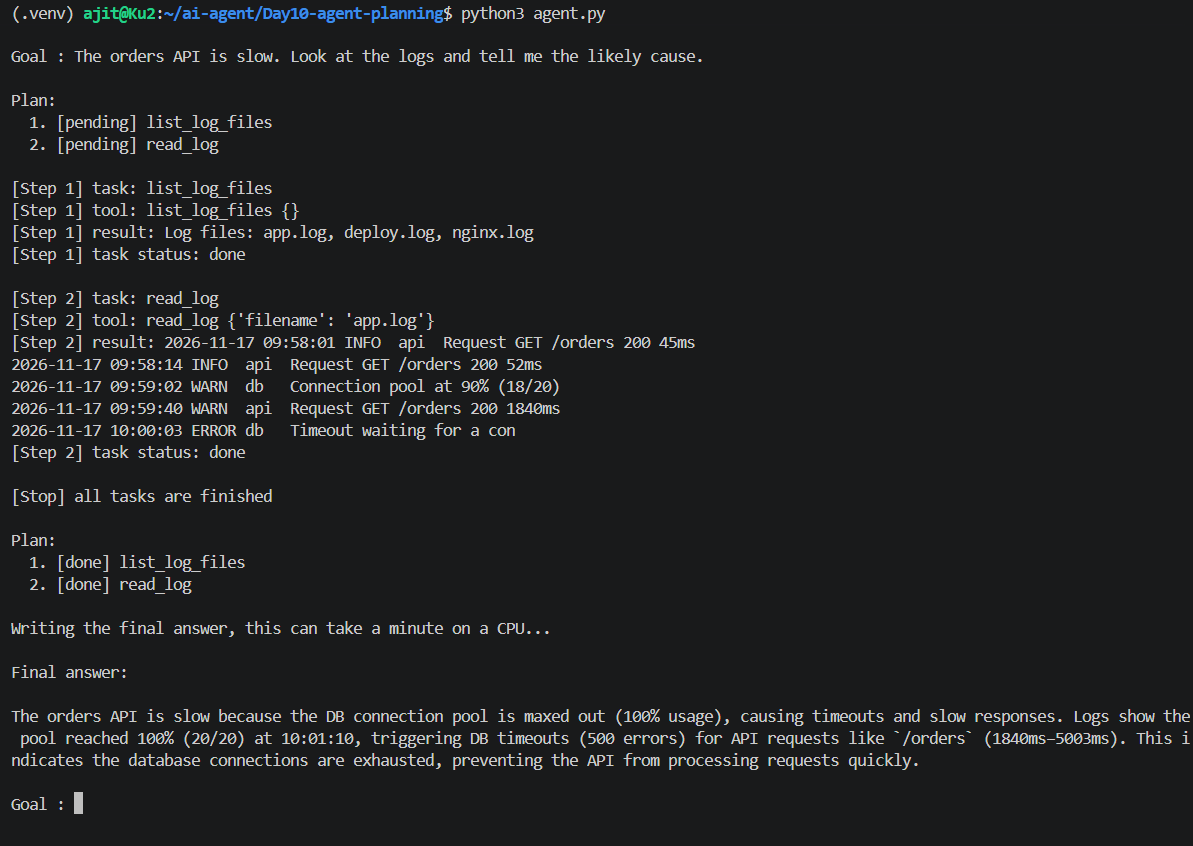 (.venv) ajit@Ku2:~/ai-agent/Day10-agent-planning$ python3 agent.py
Goal : The orders API is slow. Look at the logs and tell me the likely cause.
Plan:
1. [pending] list_log_files
2. [pending] read_log
[Step 1] task: list_log_files
[Step 1] tool: list_log_files {}
[Step 1] result: Log files: app.log, deploy.log, nginx.log
[Step 1] task status: done
[Step 2] task: read_log
[Step 2] tool: read_log {'filename': 'app.log'}
[Step 2] result: 2026-11-17 09:58:01 INFO  api  Request GET /orders 200 45ms
2026-11-17 09:58:14 INFO  api  Request GET /orders 200 52ms
2026-11-17 09:59:02 WARN  db   Connection pool at 90% (18/20)
2026-11-17 09:59:40 WARN  api  Request GET /orders 200 1840ms
2026-11-17 10:00:03 ERROR db   Timeout waiting for a con
[Step 2] task status: done
[Stop] all tasks are finished
Plan:
1. [done] list_log_files
2. [done] read_log
Writing the final answer, this can take a minute on a CPU...
Final answer:
The orders API is slow because the DB connection pool is maxed out (100% usage), causing timeouts and slow responses. Logs show the
pool reached 100% (20/20) at 10:01:10, triggering DB timeouts (500 errors) for API requests like `/orders` (1840ms–5003ms). This i
ndicates the database connections are exhausted, preventing the API from processing requests quickly.
Goal :